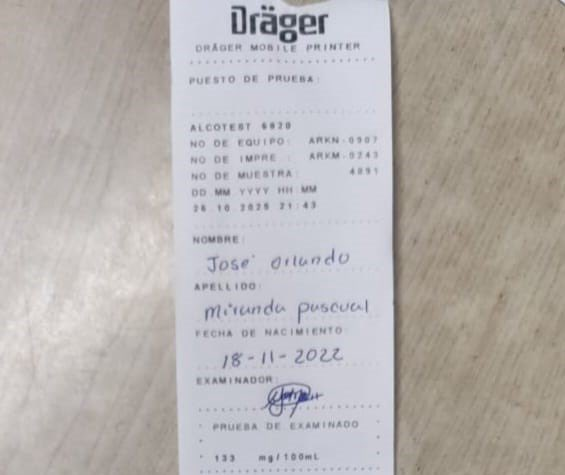 Dräger
DRÄGER MOBILE PRINTER
PUESTO DE PRUEBA:
ALCOTEST 6820
NO DE EQUIPO: ARKN-0907
NO DE IMPRE : ARKM-0243
NO DE MUESTRA: 4091
DD.MM.YYYY HH:MM
26.10.2025 21:43
NOMBRE:
José Orlando
APELLIDO:
Miranda pascual
FECHA DE NACIMIENTO:
18-11-2022
EXAMINADOR:
PRUEBA DE EXAMINADO
133 mg/100mL